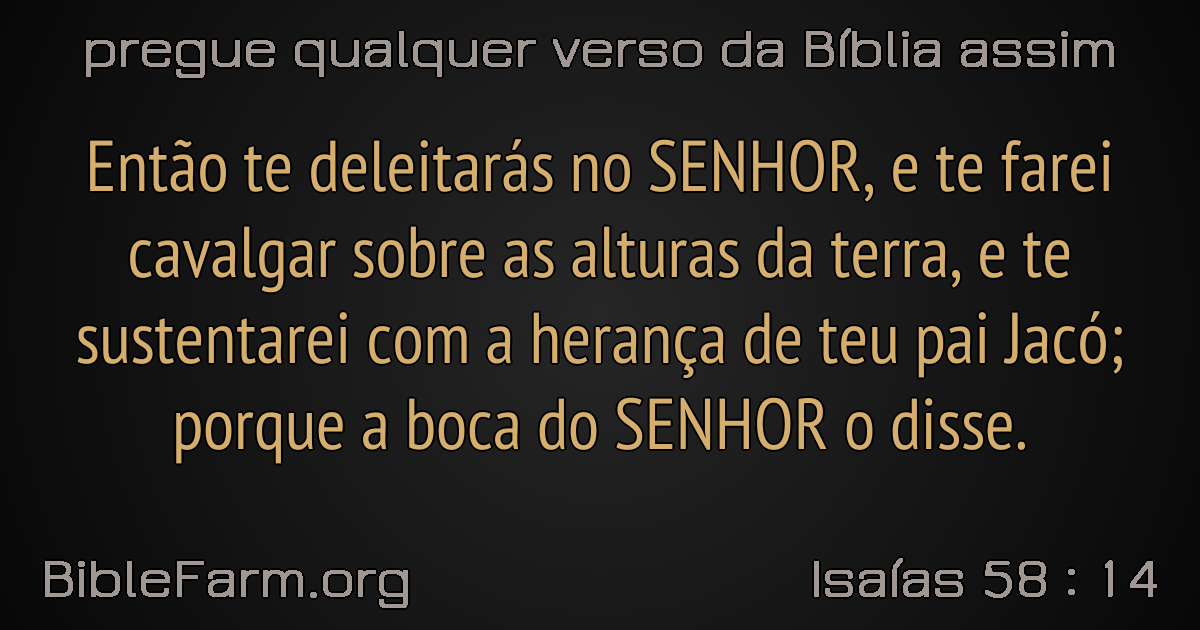 pregue qualquer verso da Bíblia assim
Então te deleitarás no SENHOR, e te farei
cavalgar sobre as alturas da terra, e te
sustentarei com a herança de teu pai Jacó;
porque a boca do SENHOR o disse.
BibleFarm.org
Isaías 58 : 14